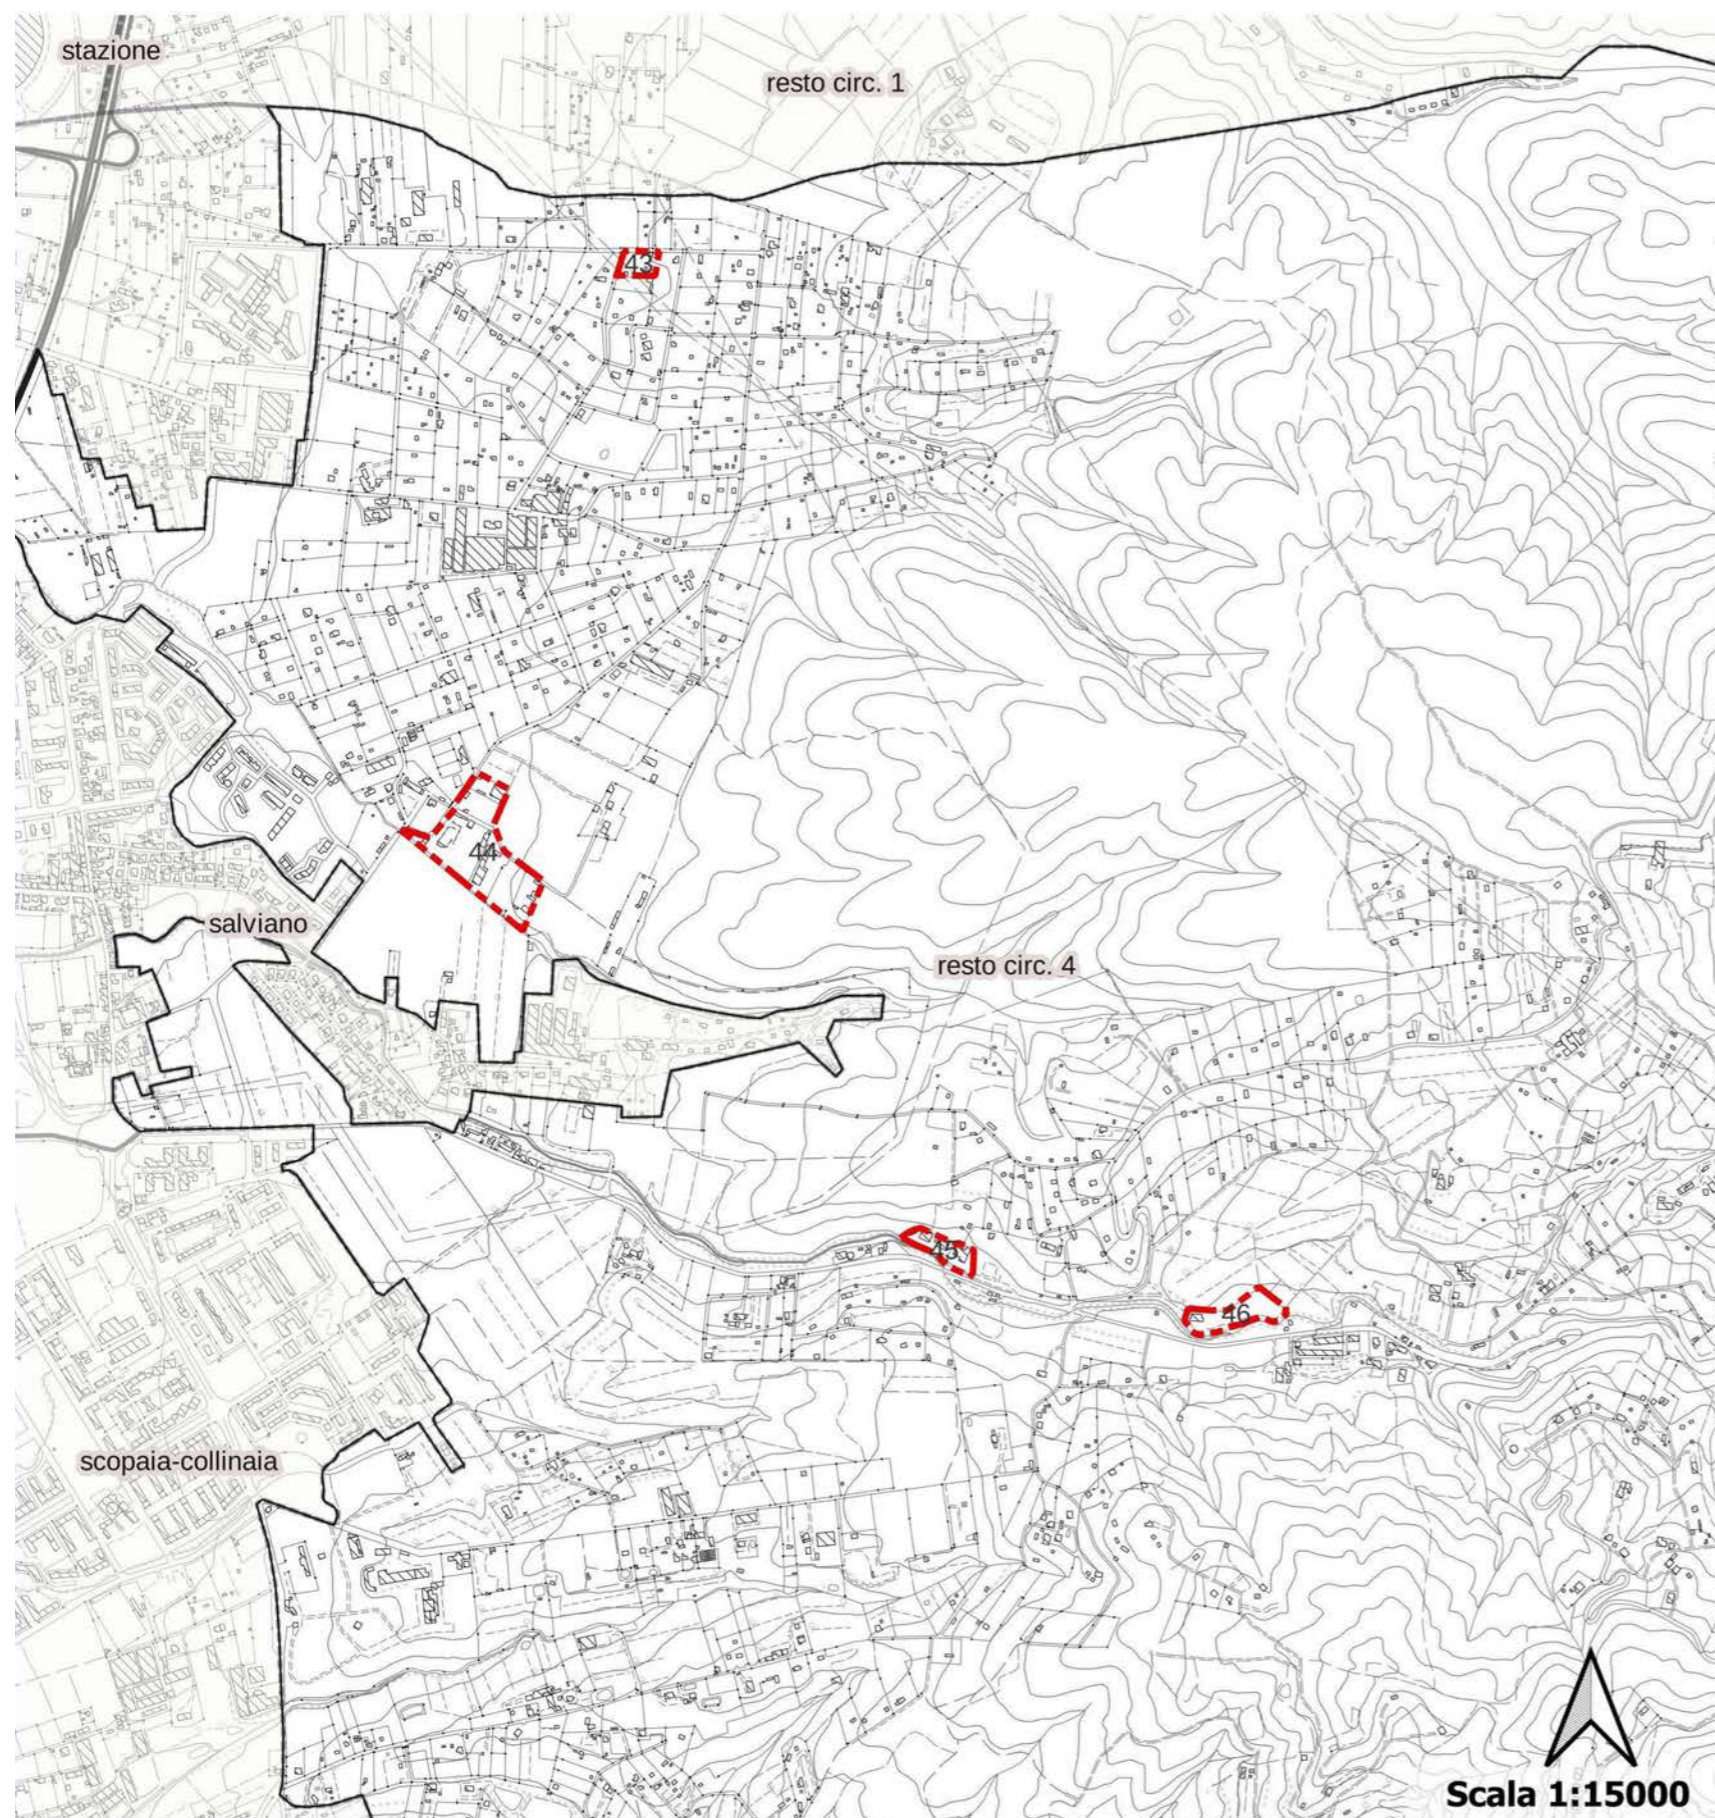 stazione
resto circ. 1
43
44
salviano
resto circ. 4
45
46
scopaia-collinaia
Scala 1:15000